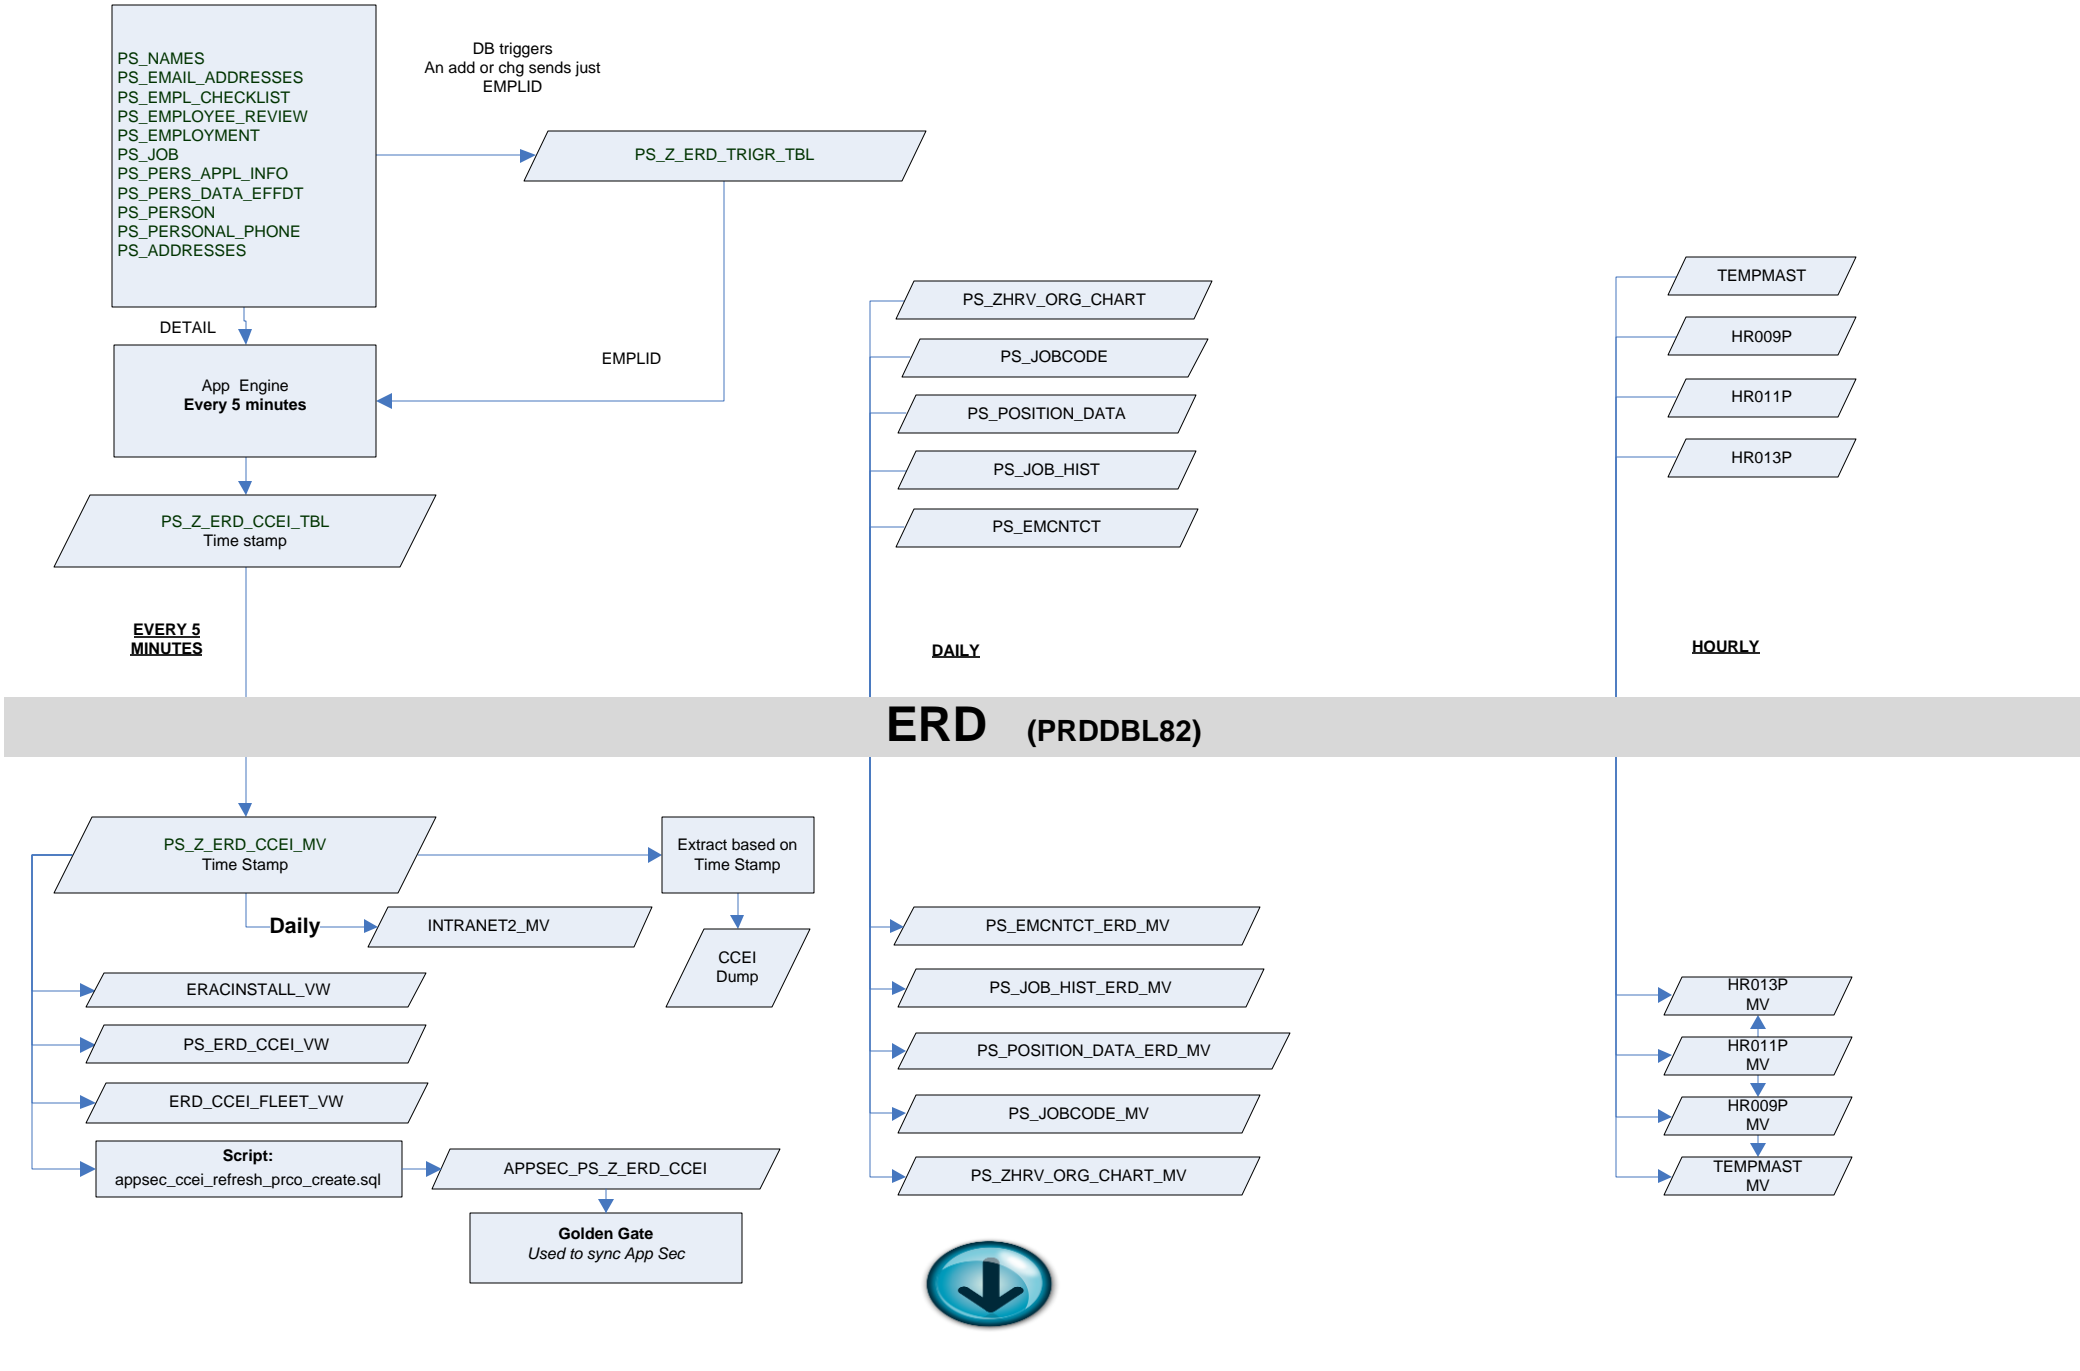 PS_NAMES
PS_EMAIL_ADDRESSES
PS_EMPL_CHECKLIST
PS_EMPLOYEE_REVIEW
PS_EMPLOYMENT
PS_JOB
PS_PERS_APPL_INFO
PS_PERS_DATA_EFFDT
PS_PERSON
PS_PERSONAL_PHONE
PS_ADDRESSES
DB triggers
An add or chg sends just
EMPLID
PS_Z_ERD_TRIGR_TBL
DETAIL
EMPLID
App Engine
Every 5 minutes
PS_Z_ERD_CCEI_TBL
Time stamp
EVERY 5
MINUTES
PS_ZHRV_ORG_CHART
PS_JOBCODE
PS_POSITION_DATA
PS_JOB_HIST
PS_EMCNTCT
DAILY
TEMPMAST
HR009P
HR011P
HR013P
HOURLY
ERD (PRDDBL82)
PS_Z_ERD_CCEI_MV
Time Stamp
Extract based on
Time Stamp
Daily
INTRANET2_MV
CCEI
Dump
ERACINSTALL_VW
PS_ERD_CCEI_VW
ERD_CCEI_FLEET_VW
Script:
appsec_ccei_refresh_prco_create.sql
APPSEC_PS_Z_ERD_CCEI
Golden Gate
Used to sync App Sec
PS_EMCNTCT_ERD_MV
PS_JOB_HIST_ERD_MV
PS_POSITION_DATA_ERD_MV
PS_JOBCODE_MV
PS_ZHRV_ORG_CHART_MV
HR013P
MV
HR011P
MV
HR009P
MV
TEMPMAST
MV